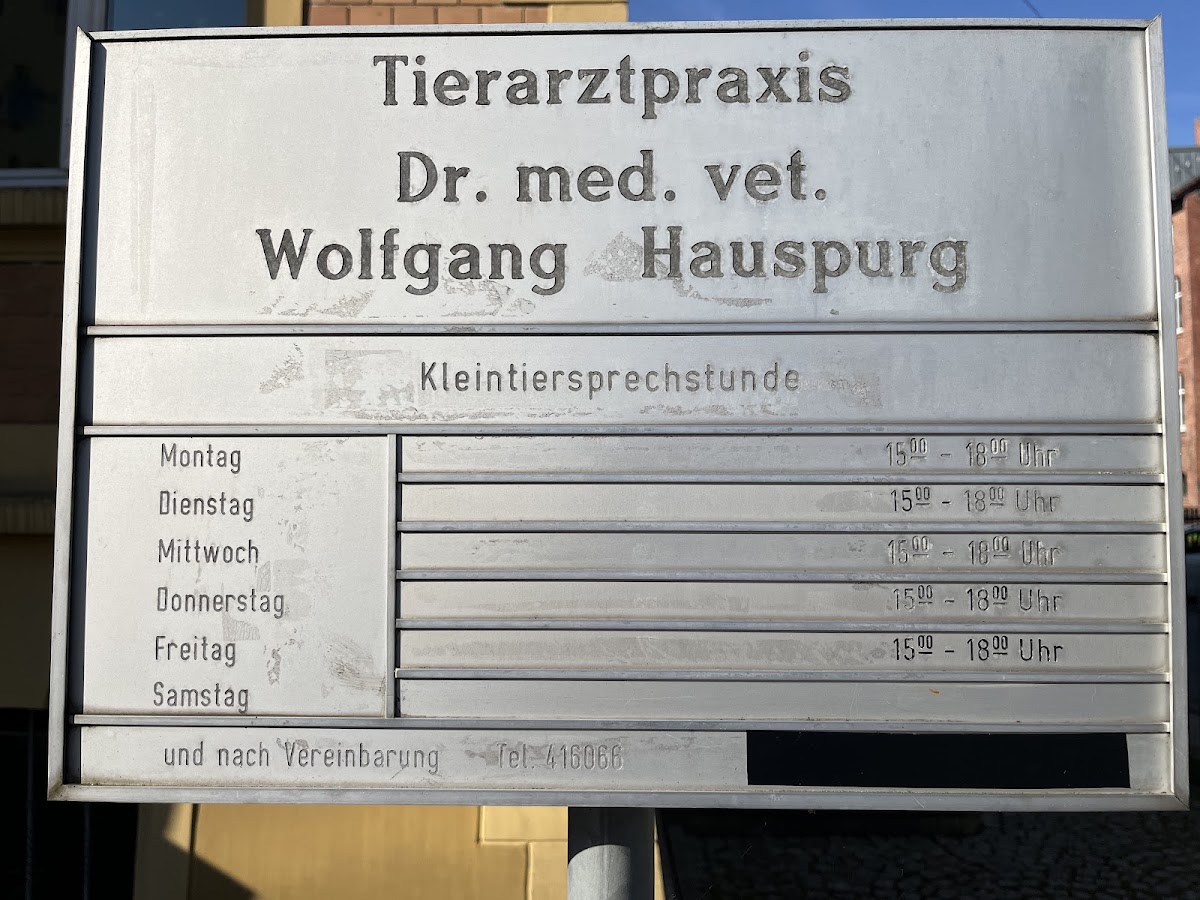 Tierarztpraxis
Dr. med. vet.
Wolfgang Hauspurg
Kleintiersprechstunde
Montag 1500 - 1800 Uhr
Dienstag 1500 - 1800 Uhr
Mittwoch 1500 - 1800 Uhr
Donnerstag 1500 - 1800 Uhr
Freitag 1500 - 1800 Uhr
Samstag
und nach Vereinbarung Tel. 416068